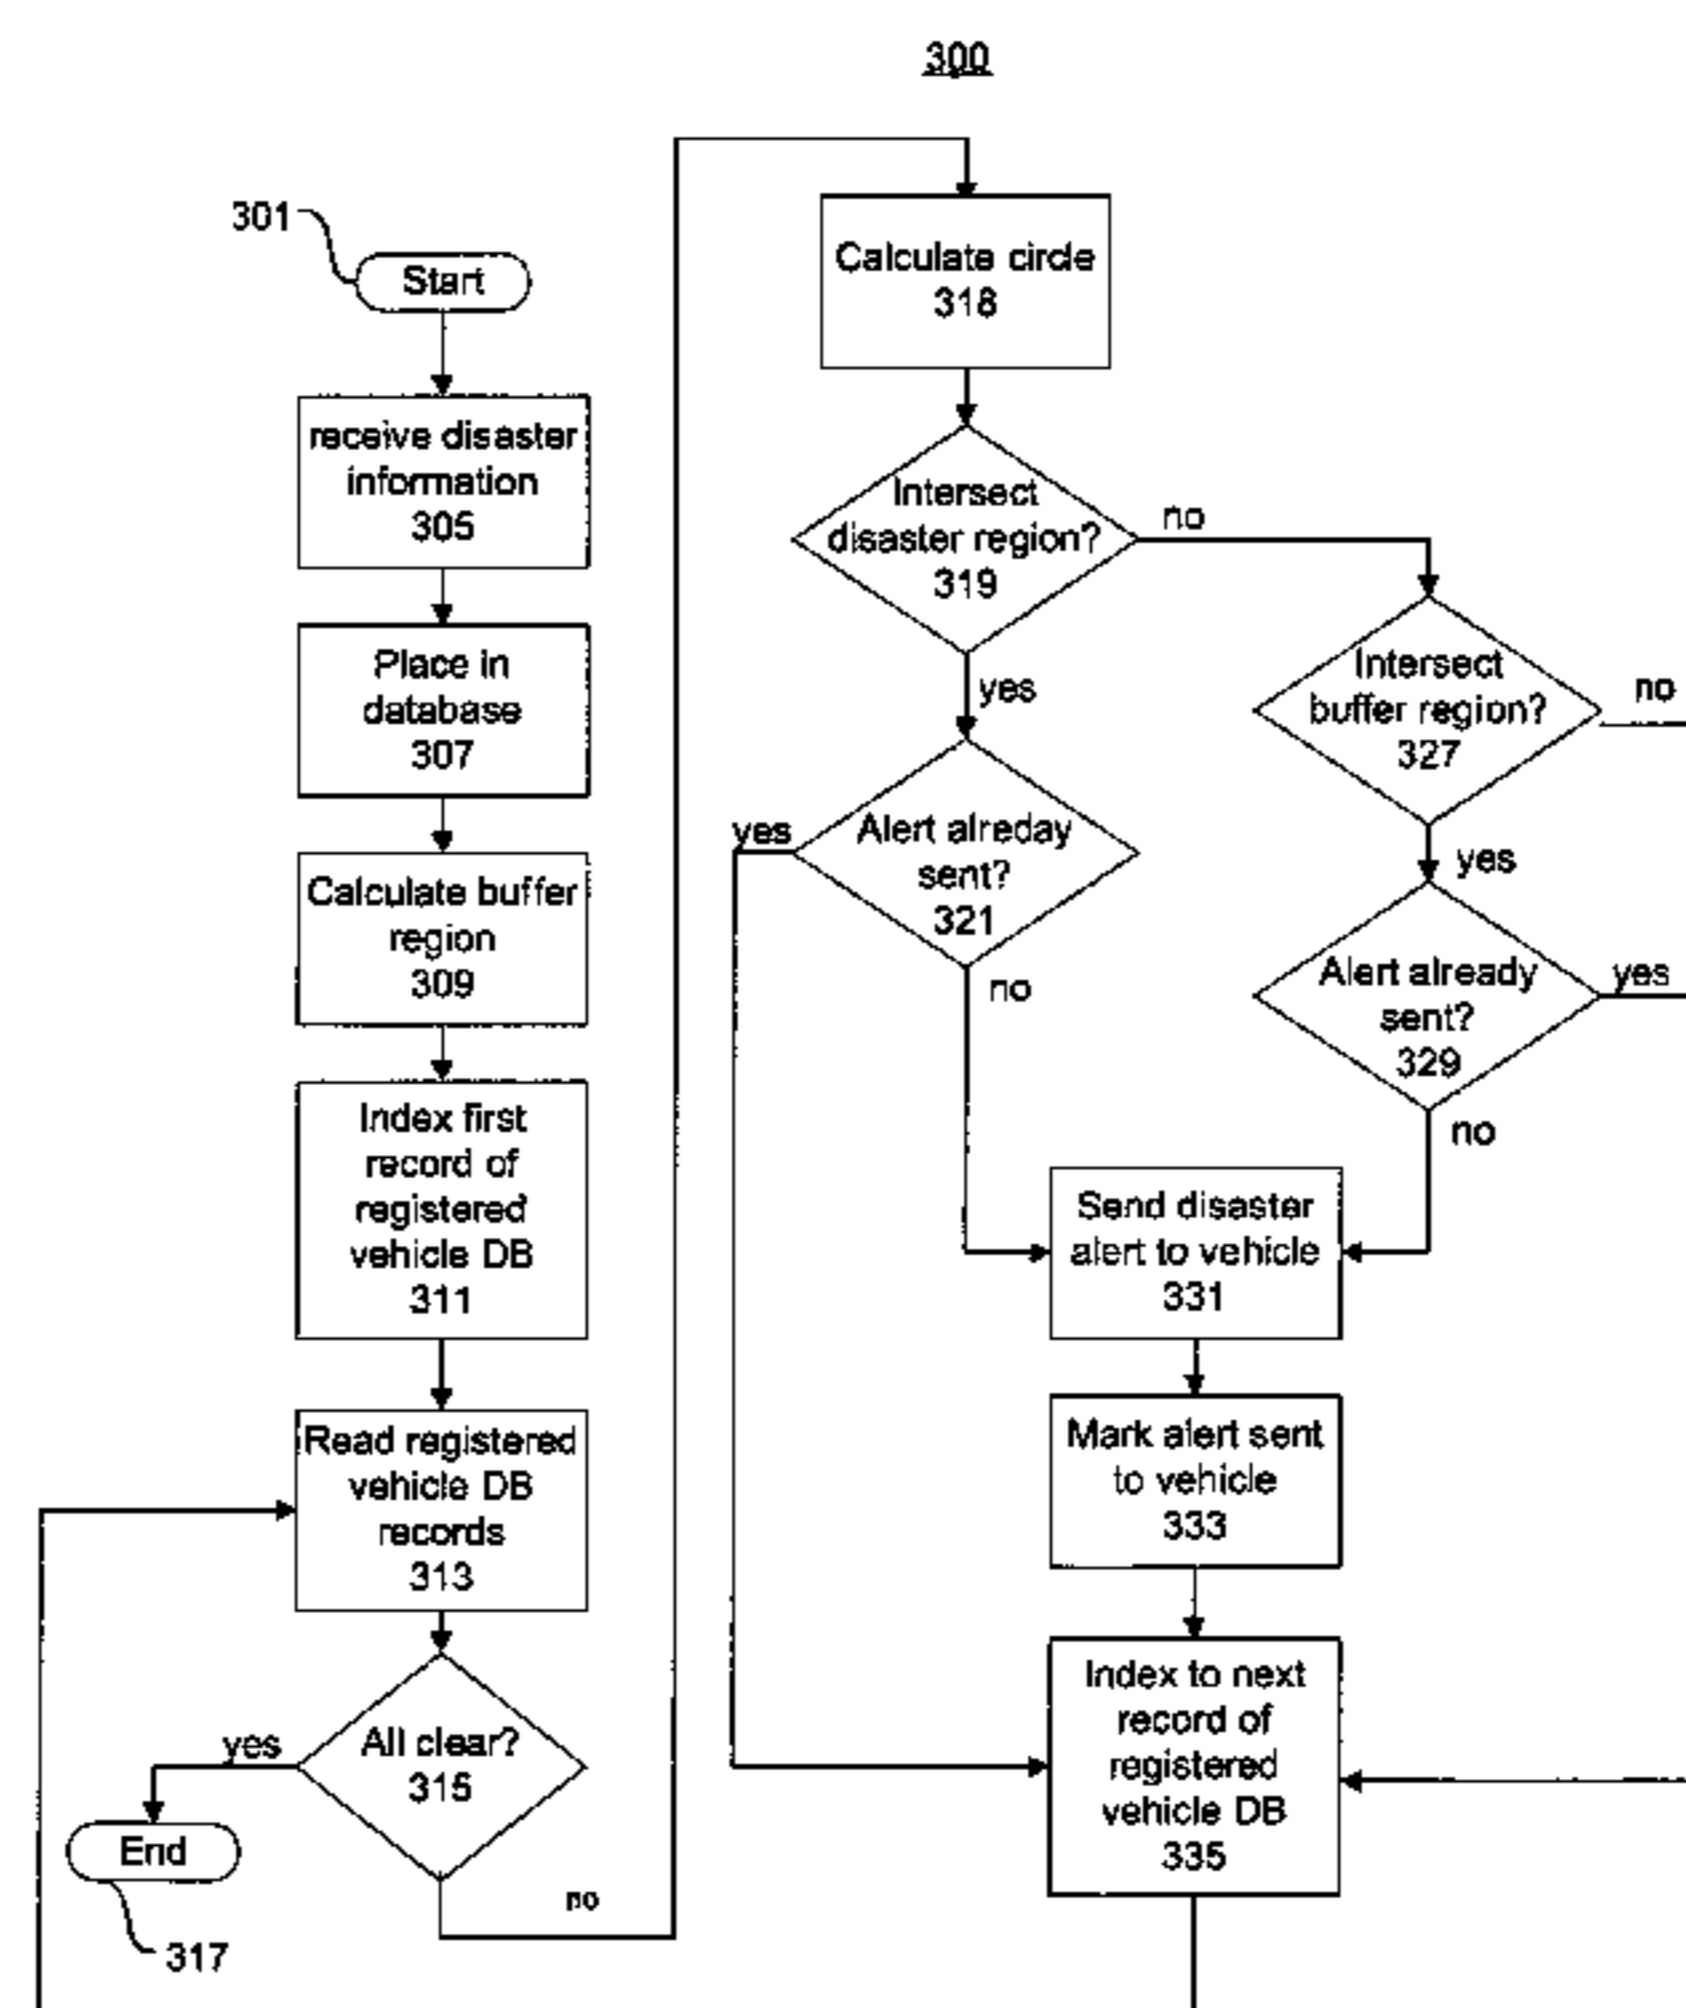 300
301
Start
receive disaster
information
305
Place in
database
307
Calculate buffer
region
309
Index first
record of
registered
vehicle DB
311
Read registered
vehicle DB
records
313
All clear?
315
yes
no
End
317
Calculate circle
318
Intersect
disaster region?
319
no
yes
Intersect
buffer region?
327
no
yes
Alert alreday
sent?
321
yes
no
Alert already
sent?
329
yes
no
Send disaster
alert to vehicle
331
Mark alert sent
to vehicle
333
Index to next
record of
registered
vehicle DB
335